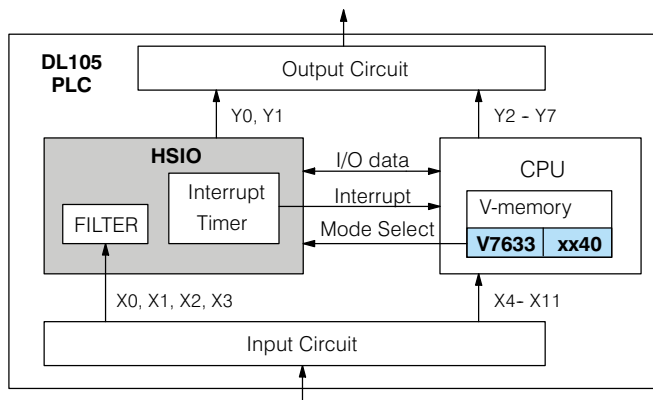 DL105
PLC
Output Circuit
Y0, Y1
Y2 - Y7
HSIO
I/O data
CPU
Interrupt
Timer
Interrupt
FILTER
V-memory
Mode Select
V7633
xx40
X0, X1, X2, X3
X4- X11
Input Circuit